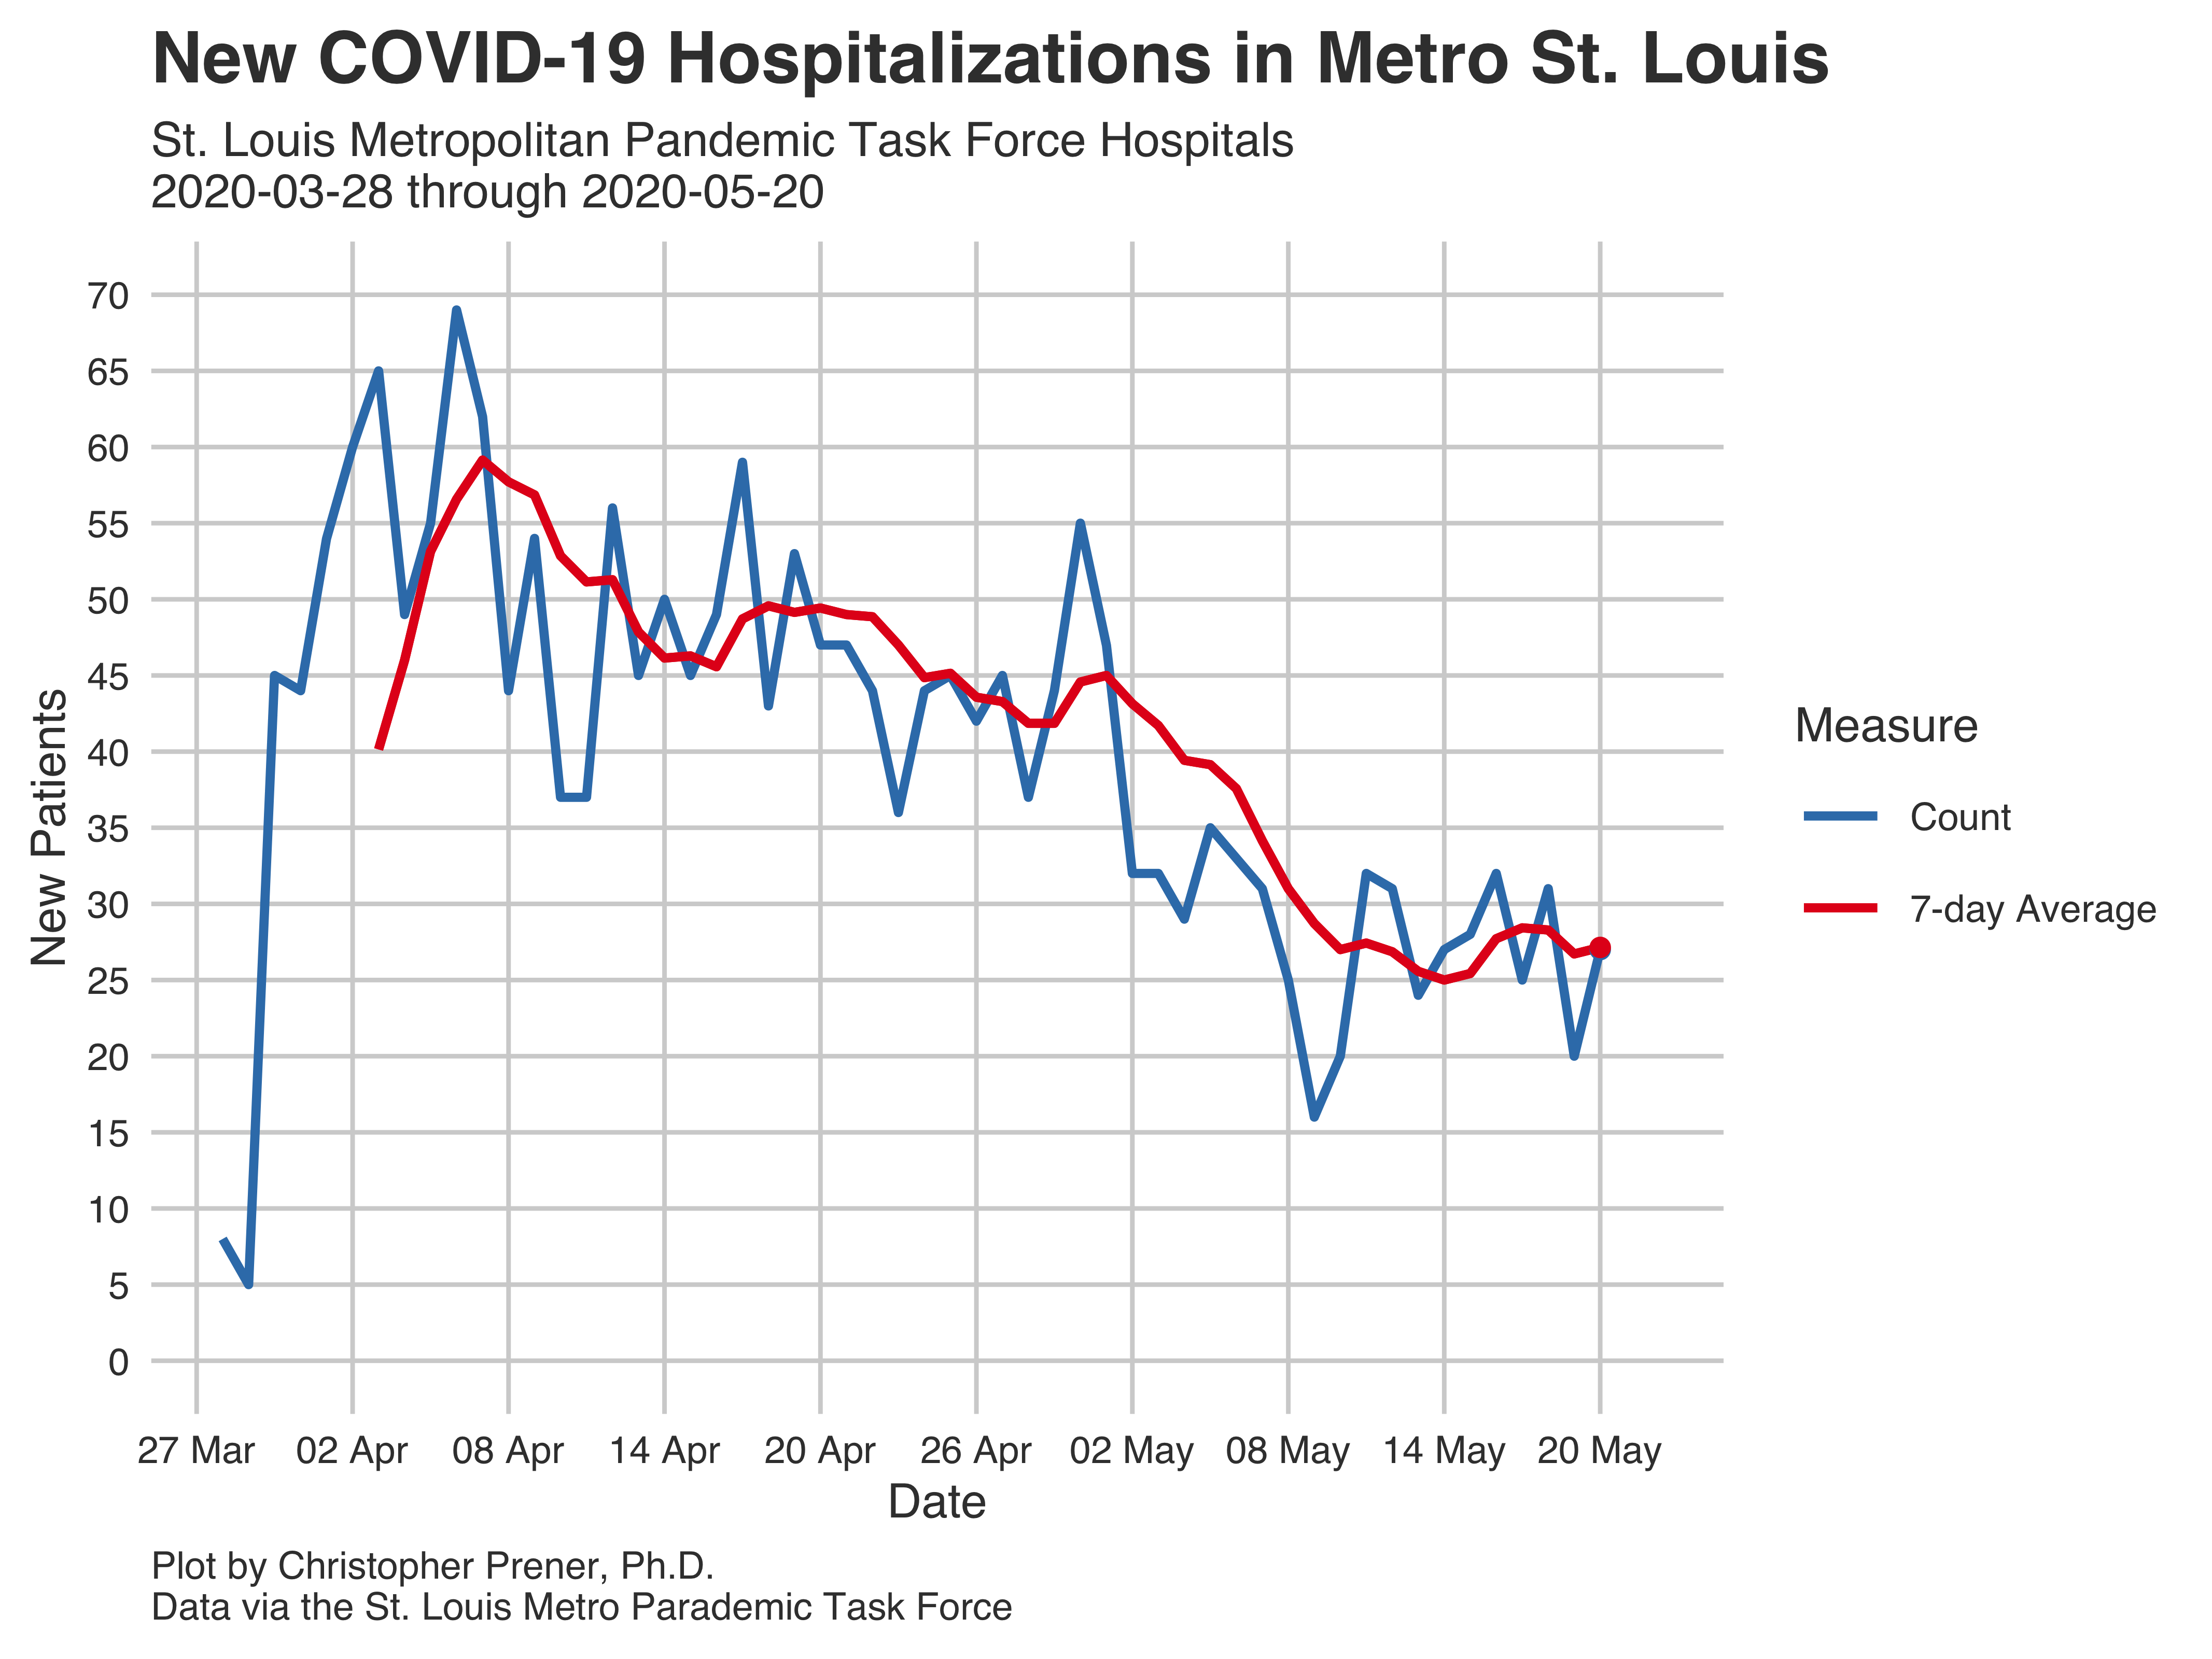 New COVID-19 Hospitalizations in Metro St. Louis
St. Louis Metropolitan Pandemic Task Force Hospitals
2020-03-28 through 2020-05-20
70
65
60
55
50
45
40
35
30
25
20
15
10
5
0
New Patients
27 Mar 02 Apr 08 Apr 14 Apr 20 Apr 26 Apr 02 May 08 May 14 May 20 May
Date
Measure
Count
7-day Average
Plot by Christopher Prener, Ph.D.
Data via the St. Louis Metro Parademic Task Force